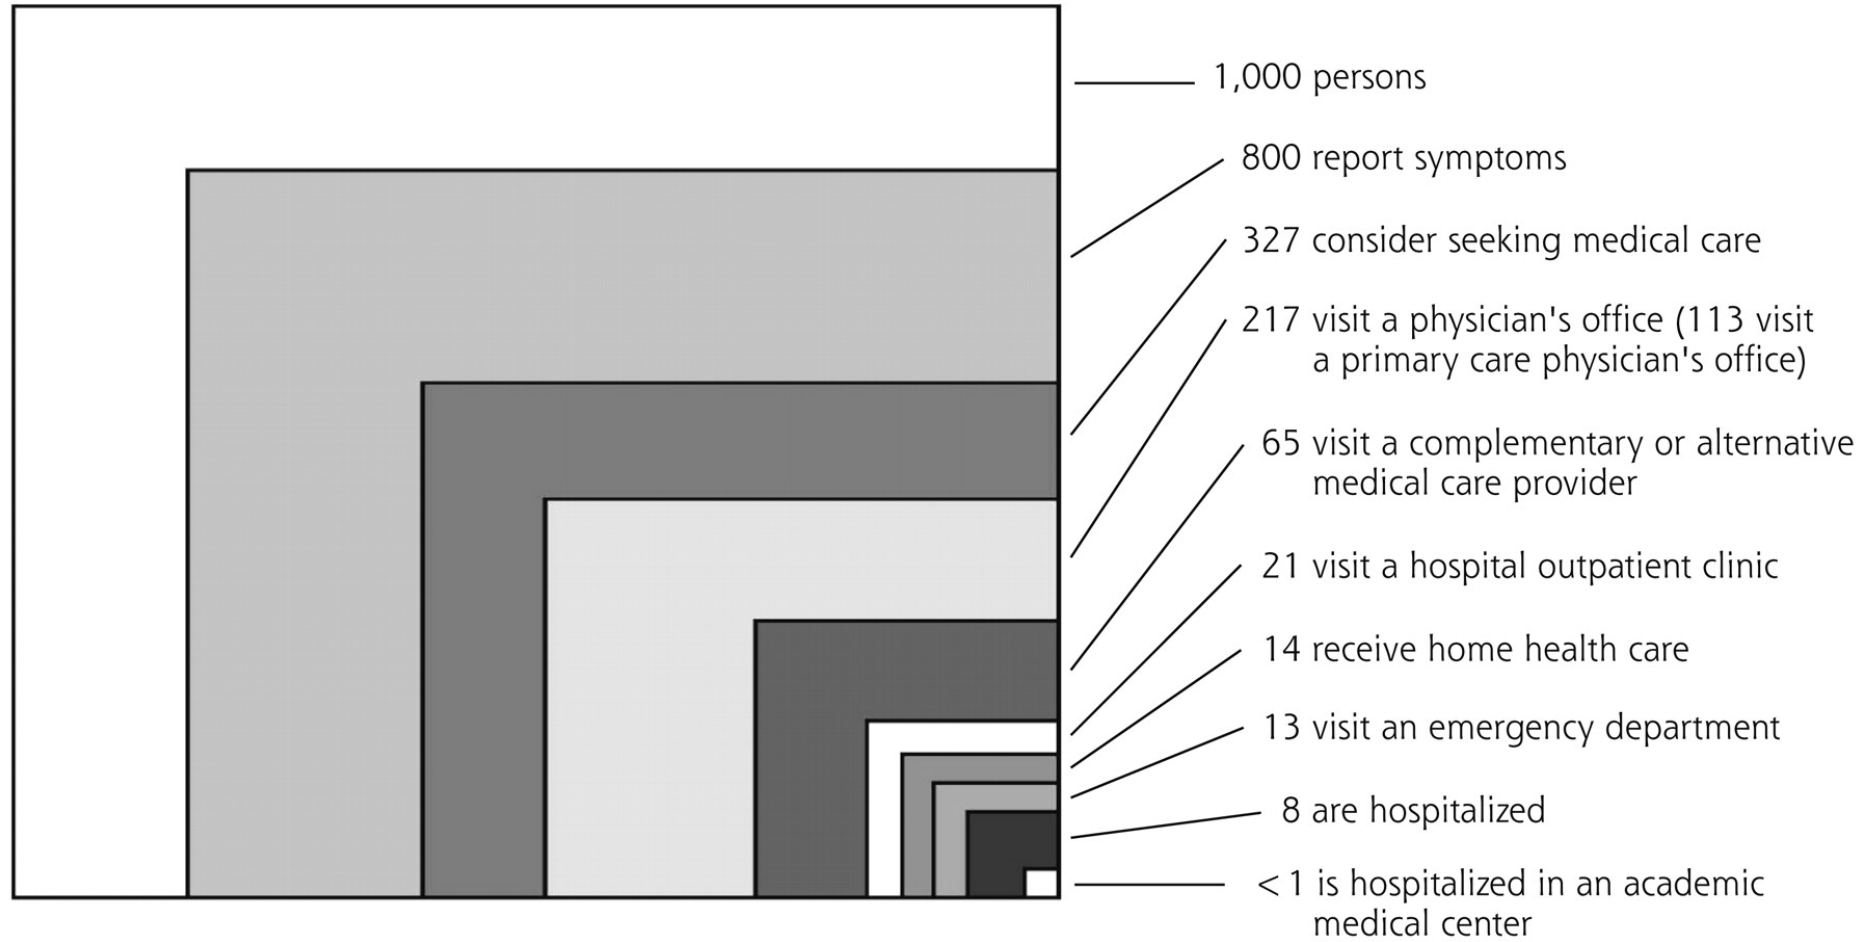 1,000 persons
800 report symptoms
327 consider seeking medical care
217 visit a physician's office (113 visit
a primary care physician's office)
65 visit a complementary or alternative
medical care provider
21 visit a hospital outpatient clinic
14 receive home health care
13 visit an emergency department
8 are hospitalized
<1 is hospitalized in an academic
medical center